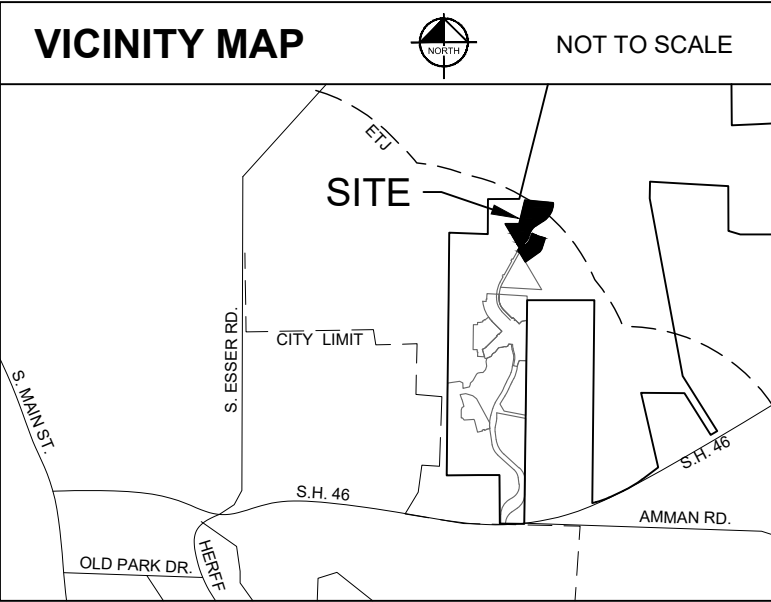 VICINITY MAP
NORTH
NOT TO SCALE
ETJ
SITE
S. ESSER RD.
CITY LIMIT
S. MAIN ST.
S.H. 46
S.H. 46
AMMAN RD.
OLD PARK DR.
HERFF